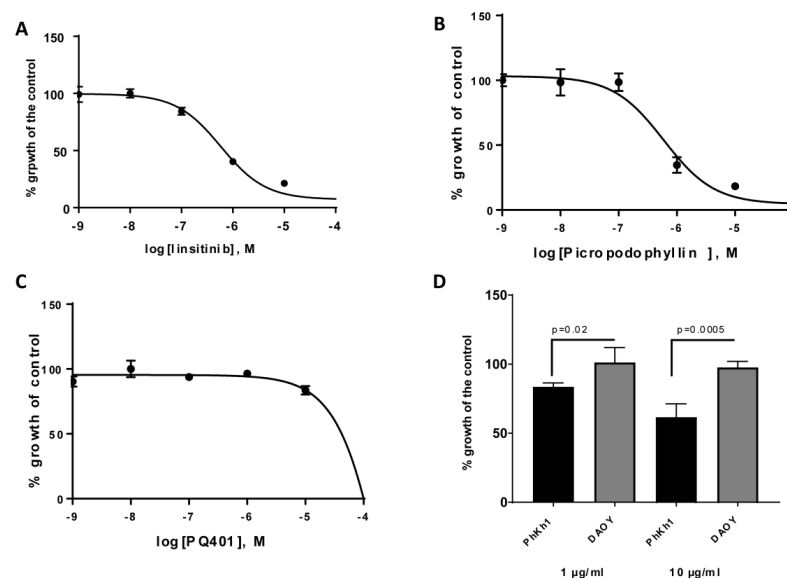 A
150
100
50
0
% grpwth of the control
-9 -8 -7 -6 -5 -4
log[linsitinib], M
B
150
100
50
0
% growth of control
-9 -8 -7 -6 -5
log[Picropodophyllin ], M
C
150
100
50
0
% growth of control
-9 -8 -7 -6 -5 -4
log[PQ401], M
D
150
100
50
0
% growth of the control
p=0.02 p=0.0005
PhKh1 DAOY PhKh1 DAOY
1 µg/ml 10 µg/ml